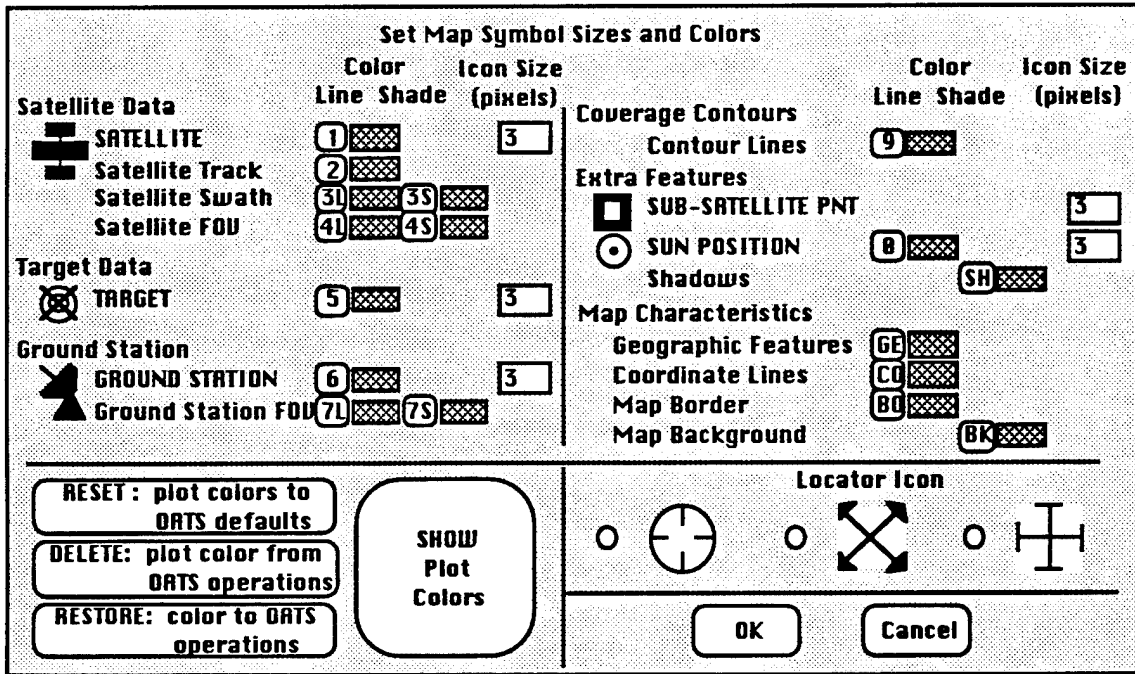 Set Map Symbol Sizes and Colors
Color Icon Size
Line Shade (pixels)
Satellite Data
SATELLITE 1 3
Satellite Track 2
Satellite Swath 3L 3S
Satellite FOV 4L 4S
Target Data
TARGET 5 3
Ground Station
GROUND STATION 6 3
Ground Station FOV 7L 7S
Color Icon Size
Line Shade (pixels)
Coverage Contours
Contour Lines 9
Extra Features
SUB-SATELLITE PNT 3
SUN POSITION 0 3
Shadows SH
Map Characteristics
Geographic Features GE
Coordinate Lines CO
Map Border BO
Map Background BK
RESET: plot colors to
OATS defaults
DELETE: plot color from
OATS operations
RESTORE: color to OATS
operations
SHOW
Plot
Colors
Locator Icon
OK Cancel